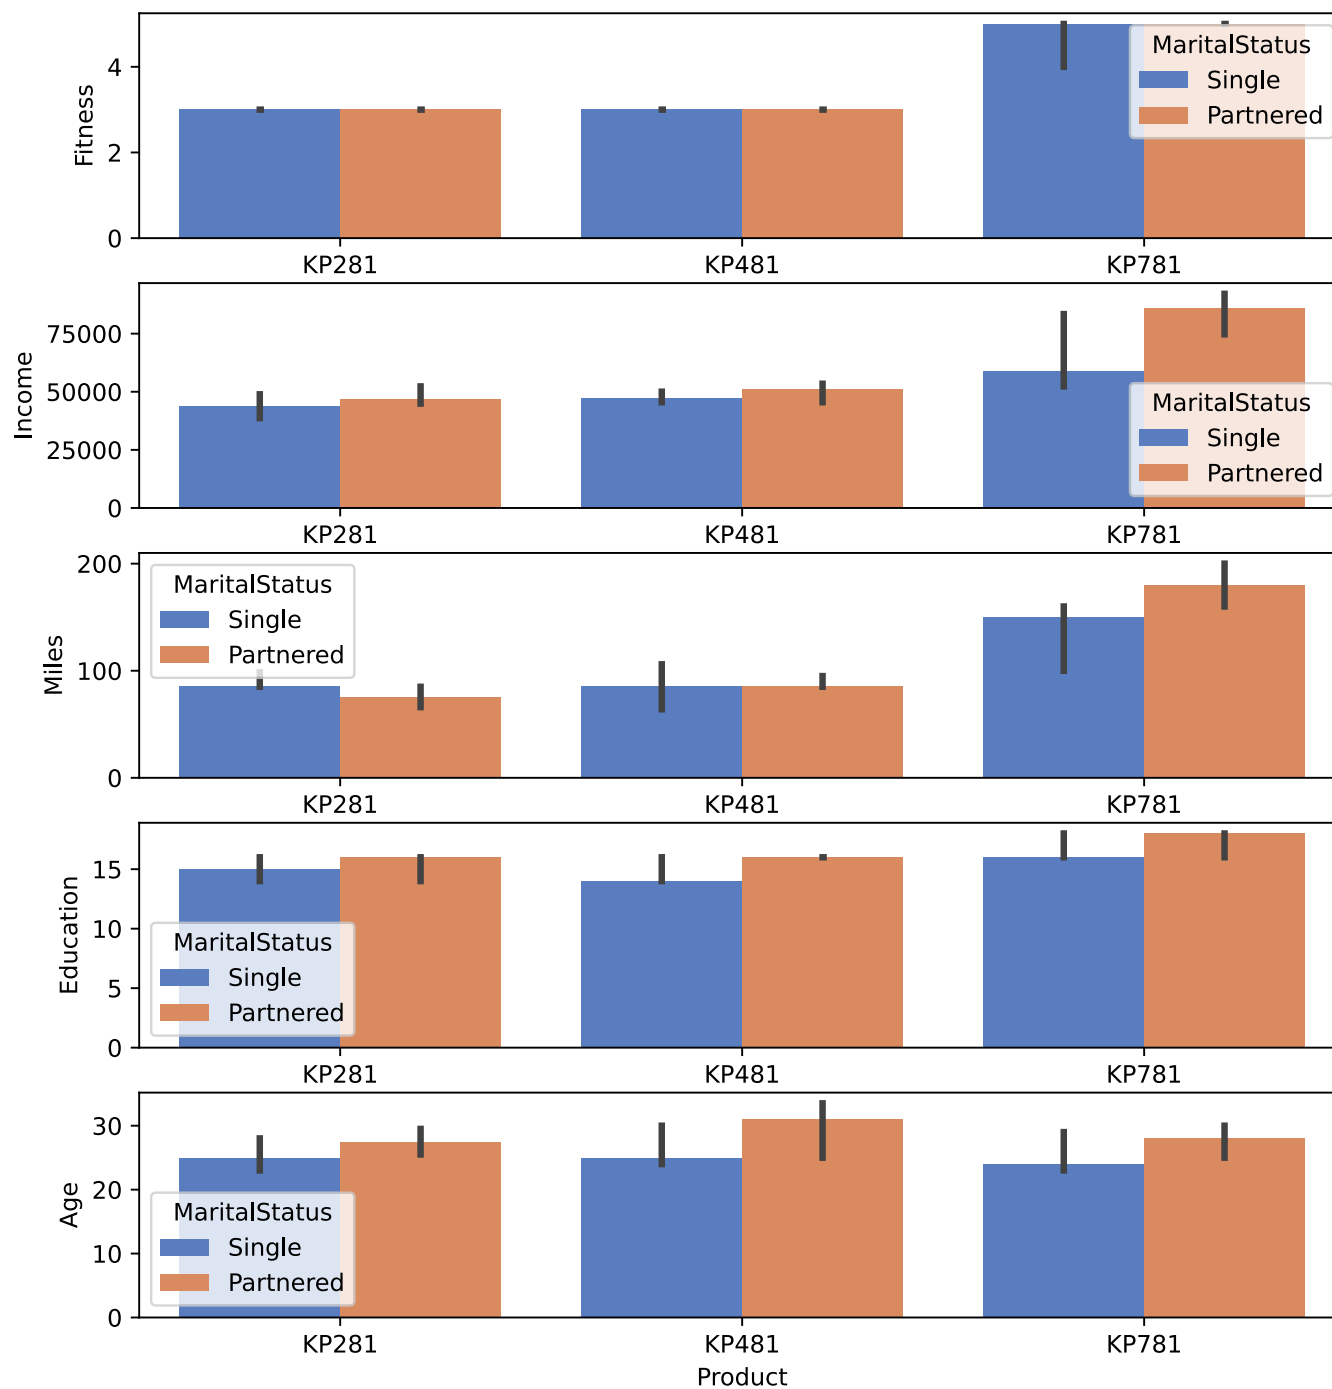 Fitness
4
2
0
MaritalStatus
Single
Partnered
KP281 KP481 KP781
Income
75000
50000
25000
0
MaritalStatus
Single
Partnered
KP281 KP481 KP781
Miles
200
100
0
MaritalStatus
Single
Partnered
KP281 KP481 KP781
Education
15
10
5
0
MaritalStatus
Single
Partnered
KP281 KP481 KP781
Age
30
20
10
0
MaritalStatus
Single
Partnered
KP281 KP481 KP781
Product